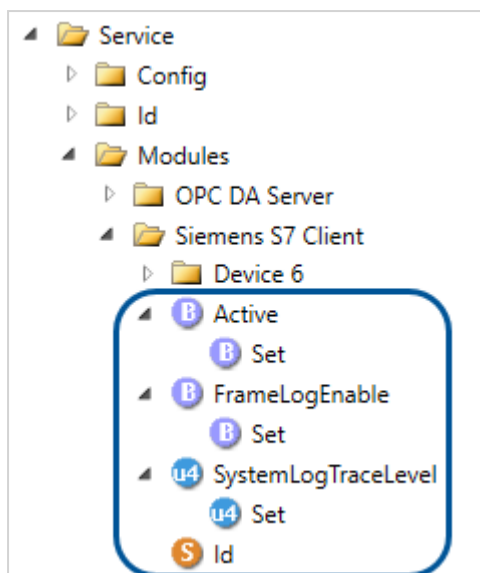 Service
Config
Id
Modules
OPC DA Server
Siemens S7 Client
Device 6
B Active
B Set
B FrameLogEnable
B Set
u4 SystemLogTraceLevel
u4 Set
S Id